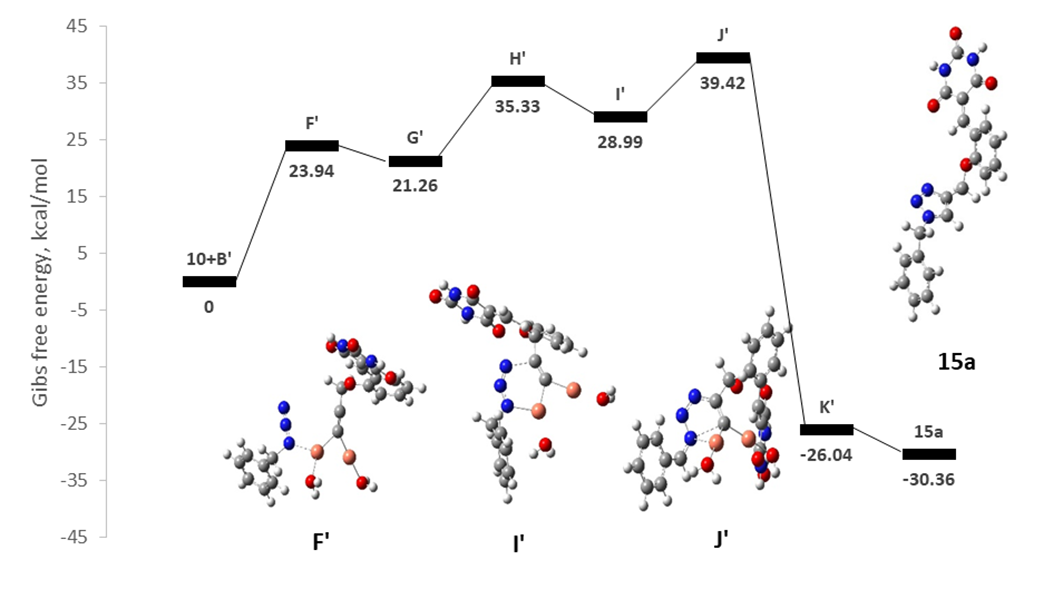 45
35
25
15
5
-5
-15
-25
-35
-45
Gibs free energy, kcal/mol
10+B'
0
F'
23.94
G'
21.26
H'
35.33
I'
28.99
J'
39.42
K'
-26.04
15a
-30.36
15a
F'
I'
J'